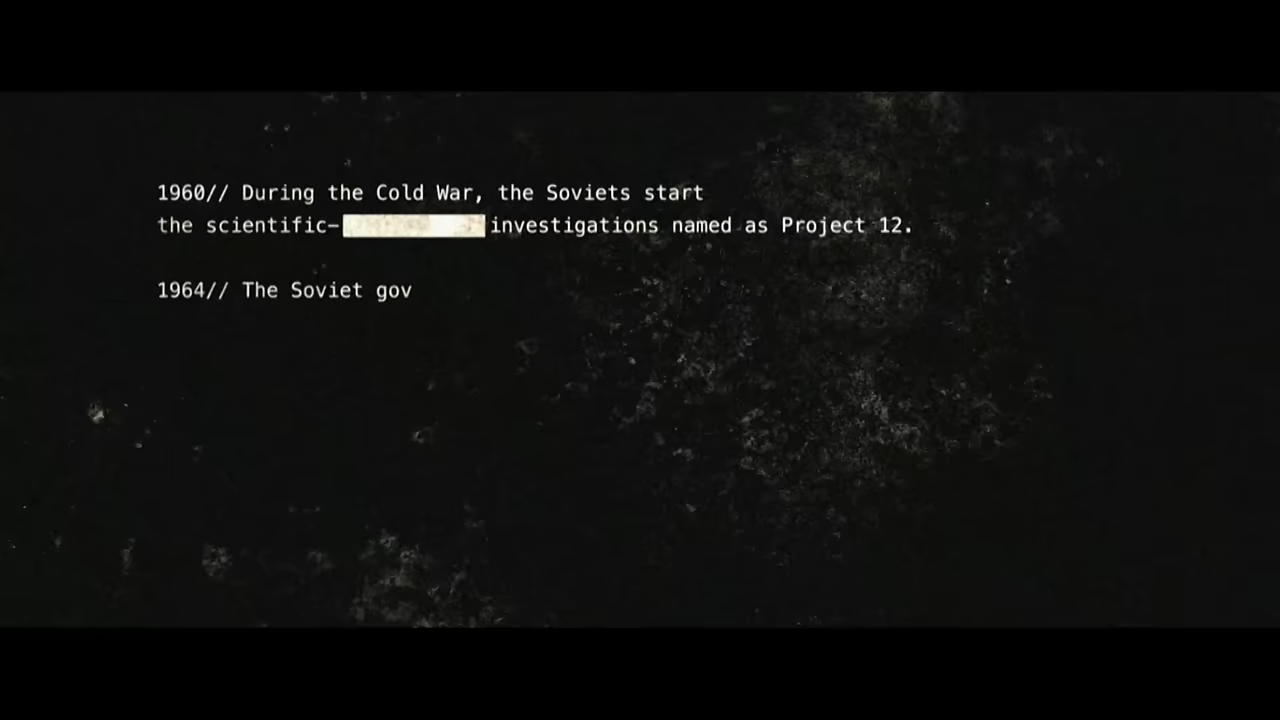 1960// During the Cold War, the Soviets start
the scientific- investigations named as Project 12.
1964// The Soviet gov